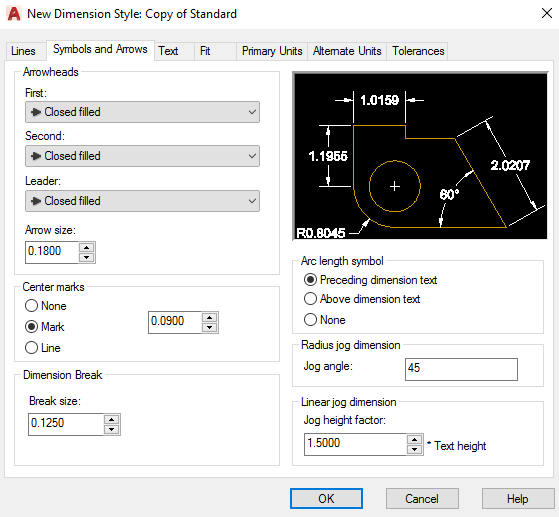 New Dimension Style: Copy of Standard
Lines Symbols and Arrows Text Fit Primary Units Alternate Units Tolerances
Arrowheads
First:
Closed filled
Second:
Closed filled
Leader:
Closed filled
Arrow size:
0.1800
Center marks
None
Mark
0.0900
Line
Dimension Break
Break size:
0.1250
1.0159
1.1955
2.0207
60°
R0.8045
Arc length symbol
Preceding dimension text
Above dimension text
None
Radius jog dimension
Jog angle: 45
Linear jog dimension
Jog height factor:
1.5000 * Text height
OK Cancel Help